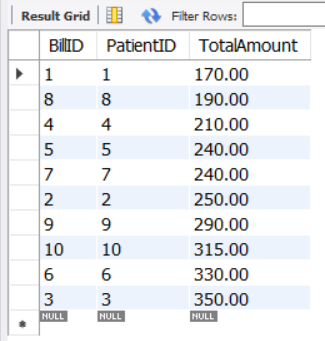 Result Grid Filter Rows:
BillID PatientID TotalAmount
1 1 170.00
8 8 190.00
4 4 210.00
5 5 240.00
7 7 240.00
2 2 250.00
9 9 290.00
10 10 315.00
6 6 330.00
3 3 350.00
NULL NULL NULL